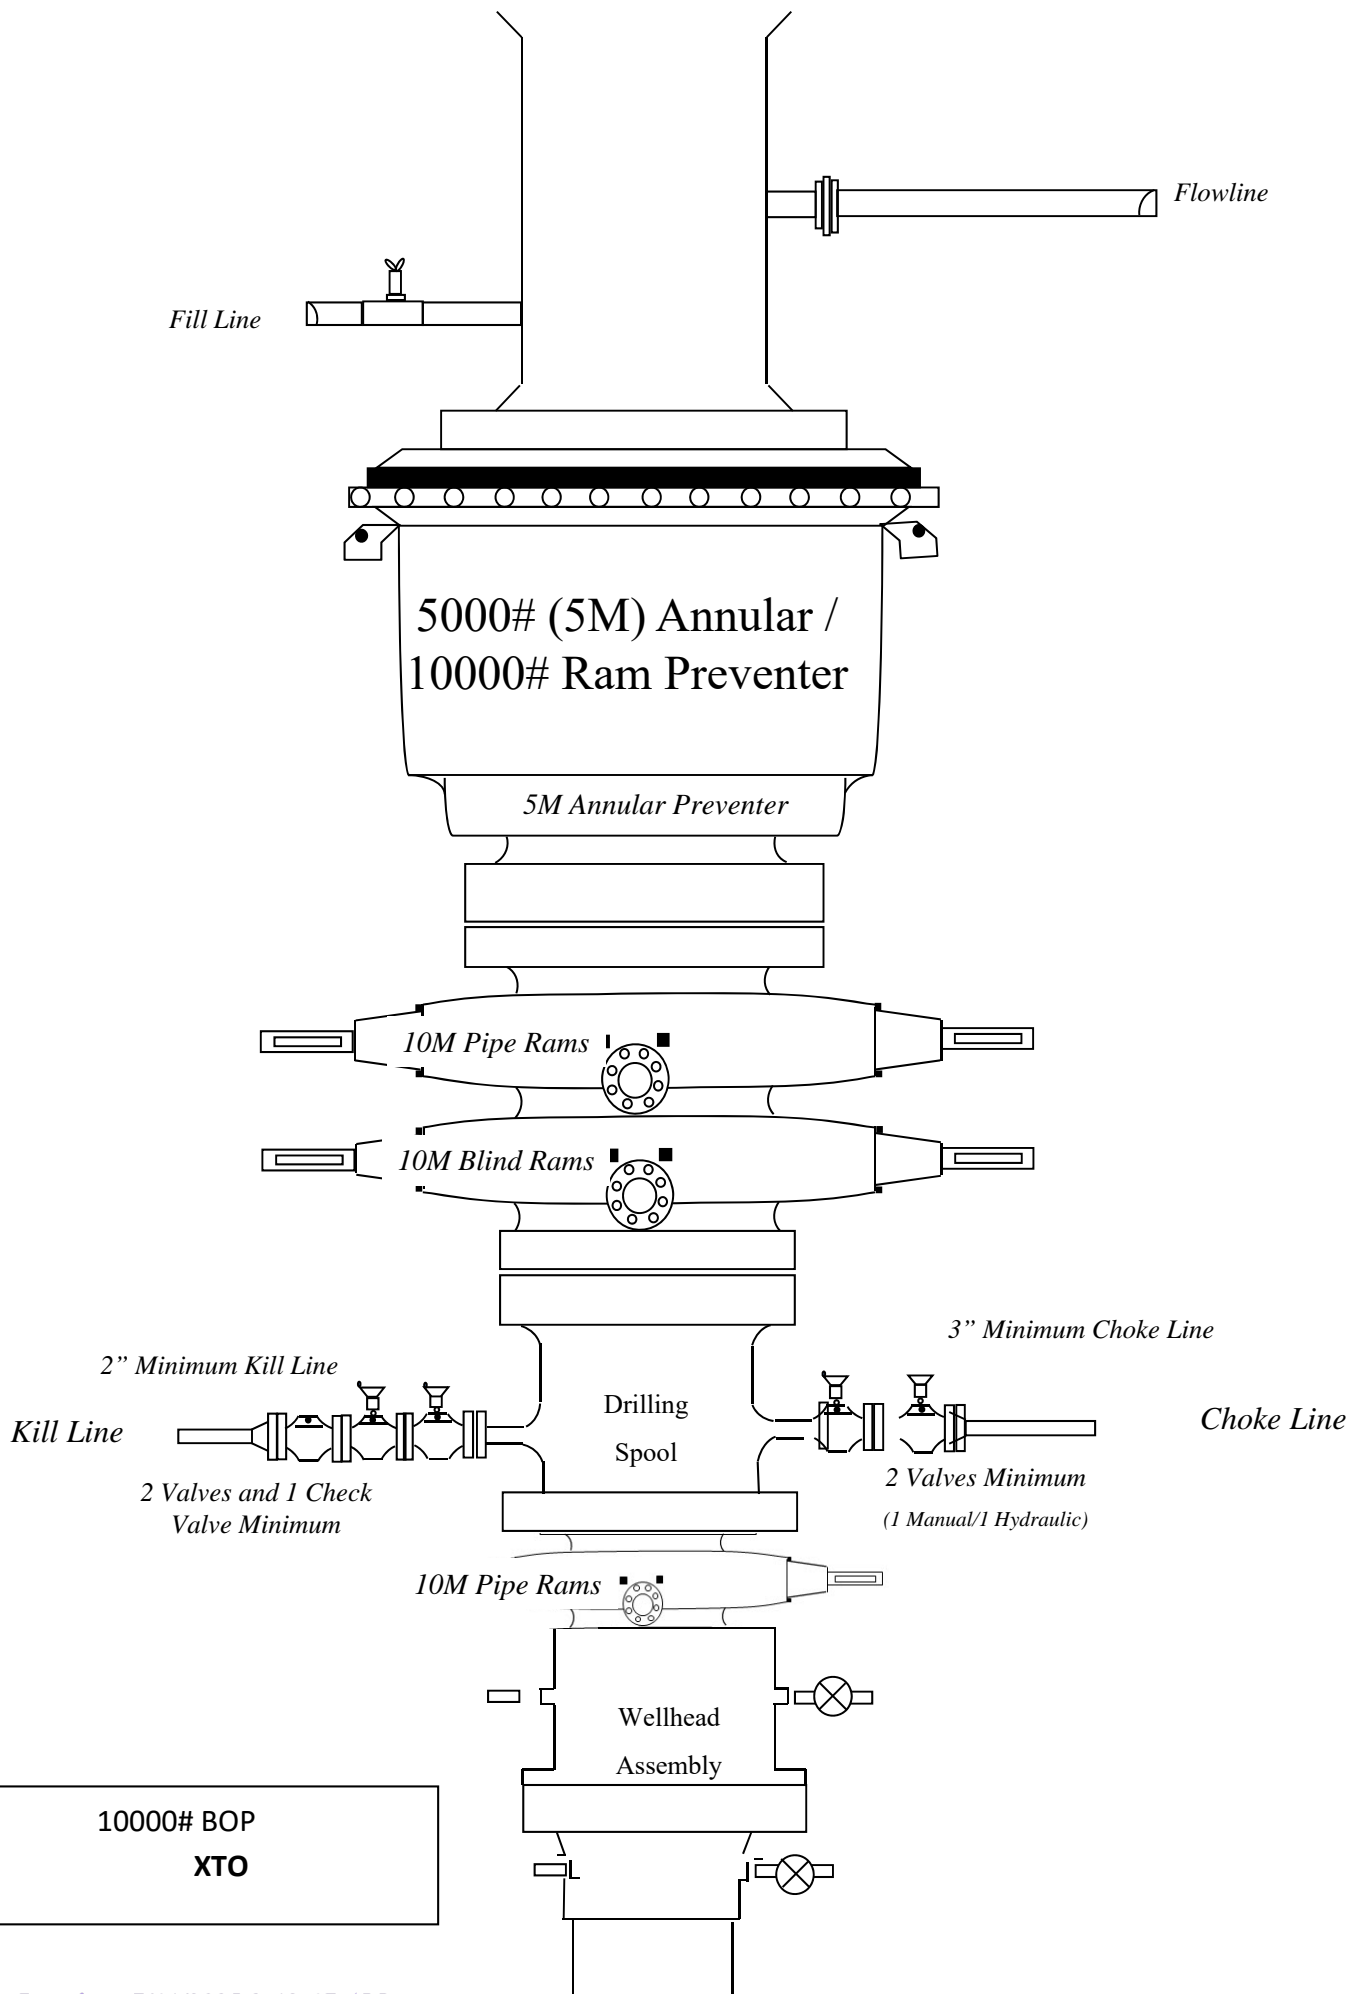 Flowline
Fill Line
5000# (5M) Annular /
10000# Ram Preventer
5M Annular Preventer
10M Pipe Rams
10M Blind Rams
3” Minimum Choke Line
2” Minimum Kill Line
Drilling
Spool
Kill Line
Choke Line
2 Valves and 1 Check
Valve Minimum
2 Valves Minimum
(1 Manual/1 Hydraulic)
10M Pipe Rams
Wellhead
Assembly
10000# BOP
XTO